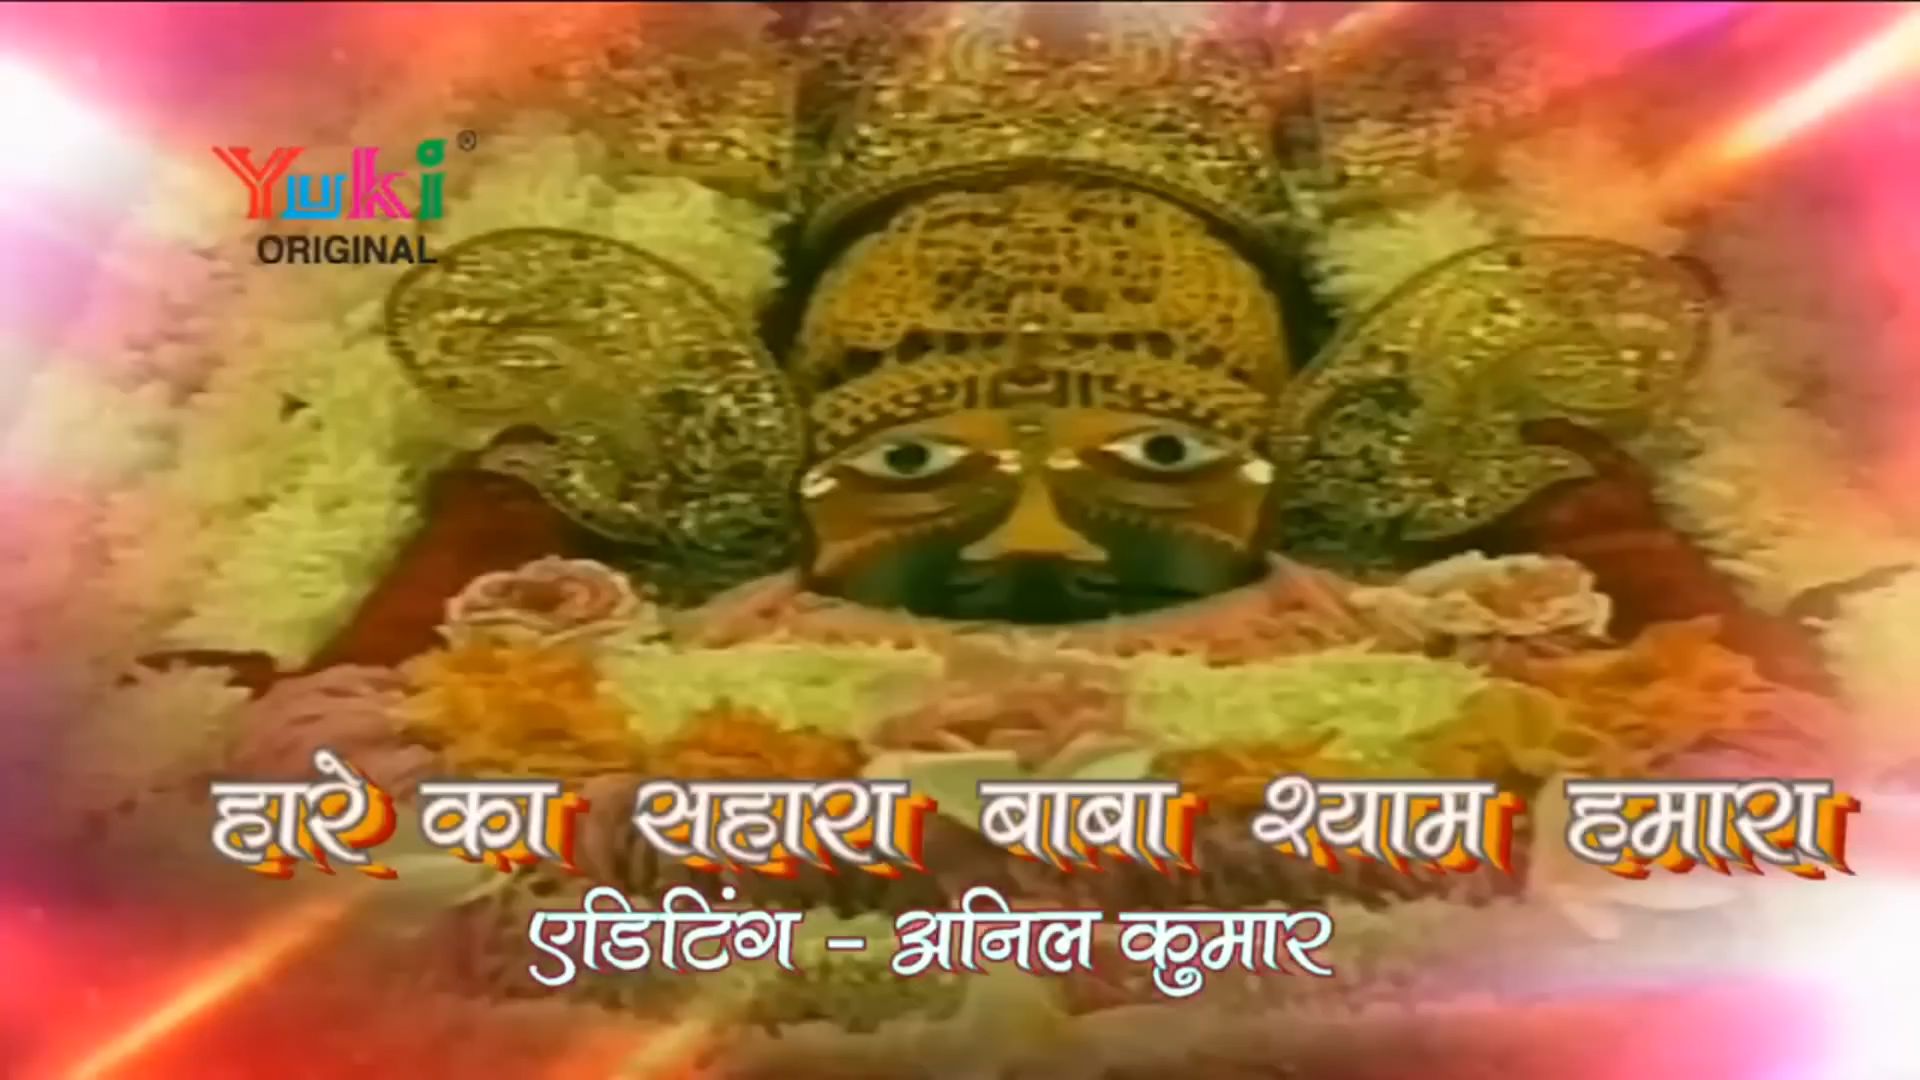 Yuki®
ORIGINAL
हारे का सहारा बाबा श्याम हमारा
एडिटिंग - अनिल कुमार